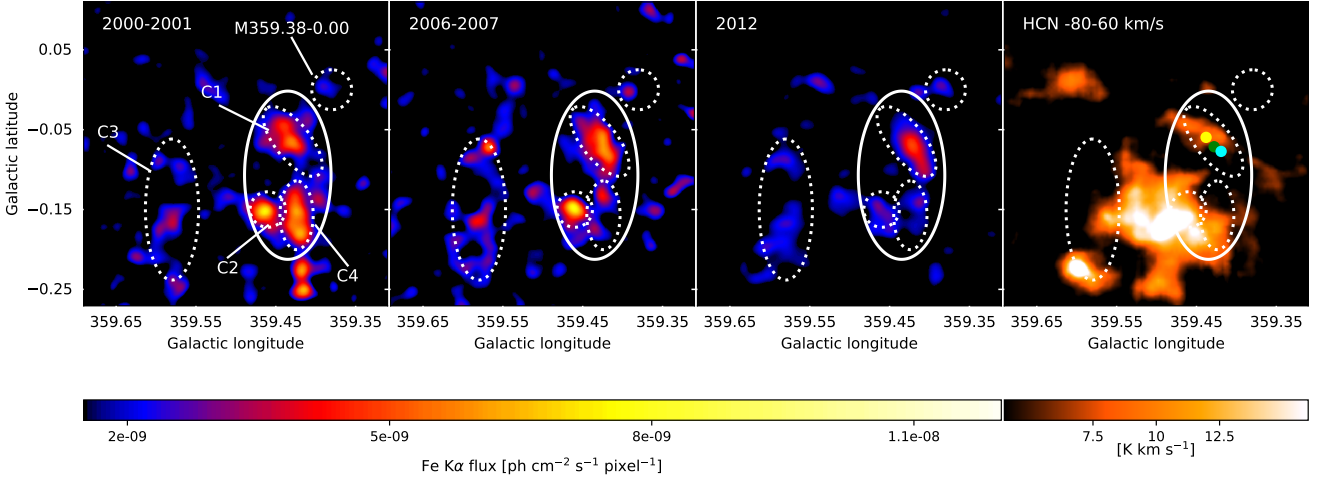 2000-2001
M359.38-0.00
C1
C3
C2
C4
2006-2007
2012
HCN -80-60 km/s
0.05
−0.05
−0.15
−0.25
Galactic latitude
359.65 359.55 359.45 359.35
359.65 359.55 359.45 359.35
359.65 359.55 359.45 359.35
359.65 359.55 359.45 359.35
Galactic longitude
Galactic longitude
Galactic longitude
Galactic longitude
2e-09 5e-09 8e-09 1.1e-08
Fe Kα flux [ph cm⁻² s⁻¹ pixel⁻¹]
7.5 10 12.5
[K km s⁻¹]